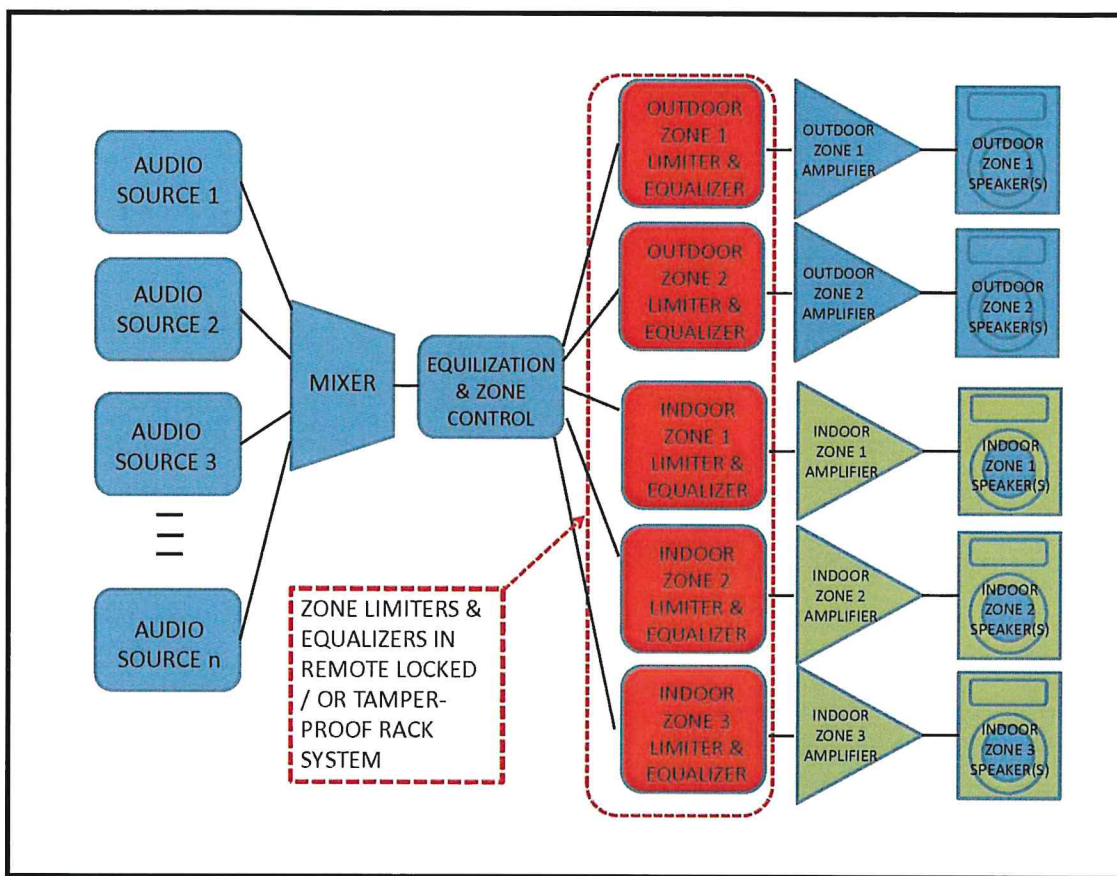 AUDIO
SOURCE 1
AUDIO
SOURCE 2
AUDIO
SOURCE 3
AUDIO
SOURCE n
MIXER
EQUILIZATION
& ZONE
CONTROL
ZONE LIMITERS &
EQUALIZERS IN
REMOTE LOCKED
/ OR TAMPER-
PROOF RACK
SYSTEM
OUTDOOR
ZONE 1
LIMITER &
EQUALIZER
OUTDOOR
ZONE 1
AMPLIFIER
OUTDOOR
ZONE 1
SPEAKER(S)
OUTDOOR
ZONE 2
LIMITER &
EQUALIZER
OUTDOOR
ZONE 2
AMPLIFIER
OUTDOOR
ZONE 2
SPEAKER(S)
INDOOR
ZONE 1
LIMITER &
EQUALIZER
INDOOR
ZONE 1
AMPLIFIER
INDOOR
ZONE 1
SPEAKER(S)
INDOOR
ZONE 2
LIMITER &
EQUALIZER
INDOOR
ZONE 2
AMPLIFIER
INDOOR
ZONE 2
SPEAKER(S)
INDOOR
ZONE 3
LIMITER &
EQUALIZER
INDOOR
ZONE 3
AMPLIFIER
INDOOR
ZONE 3
SPEAKER(S)